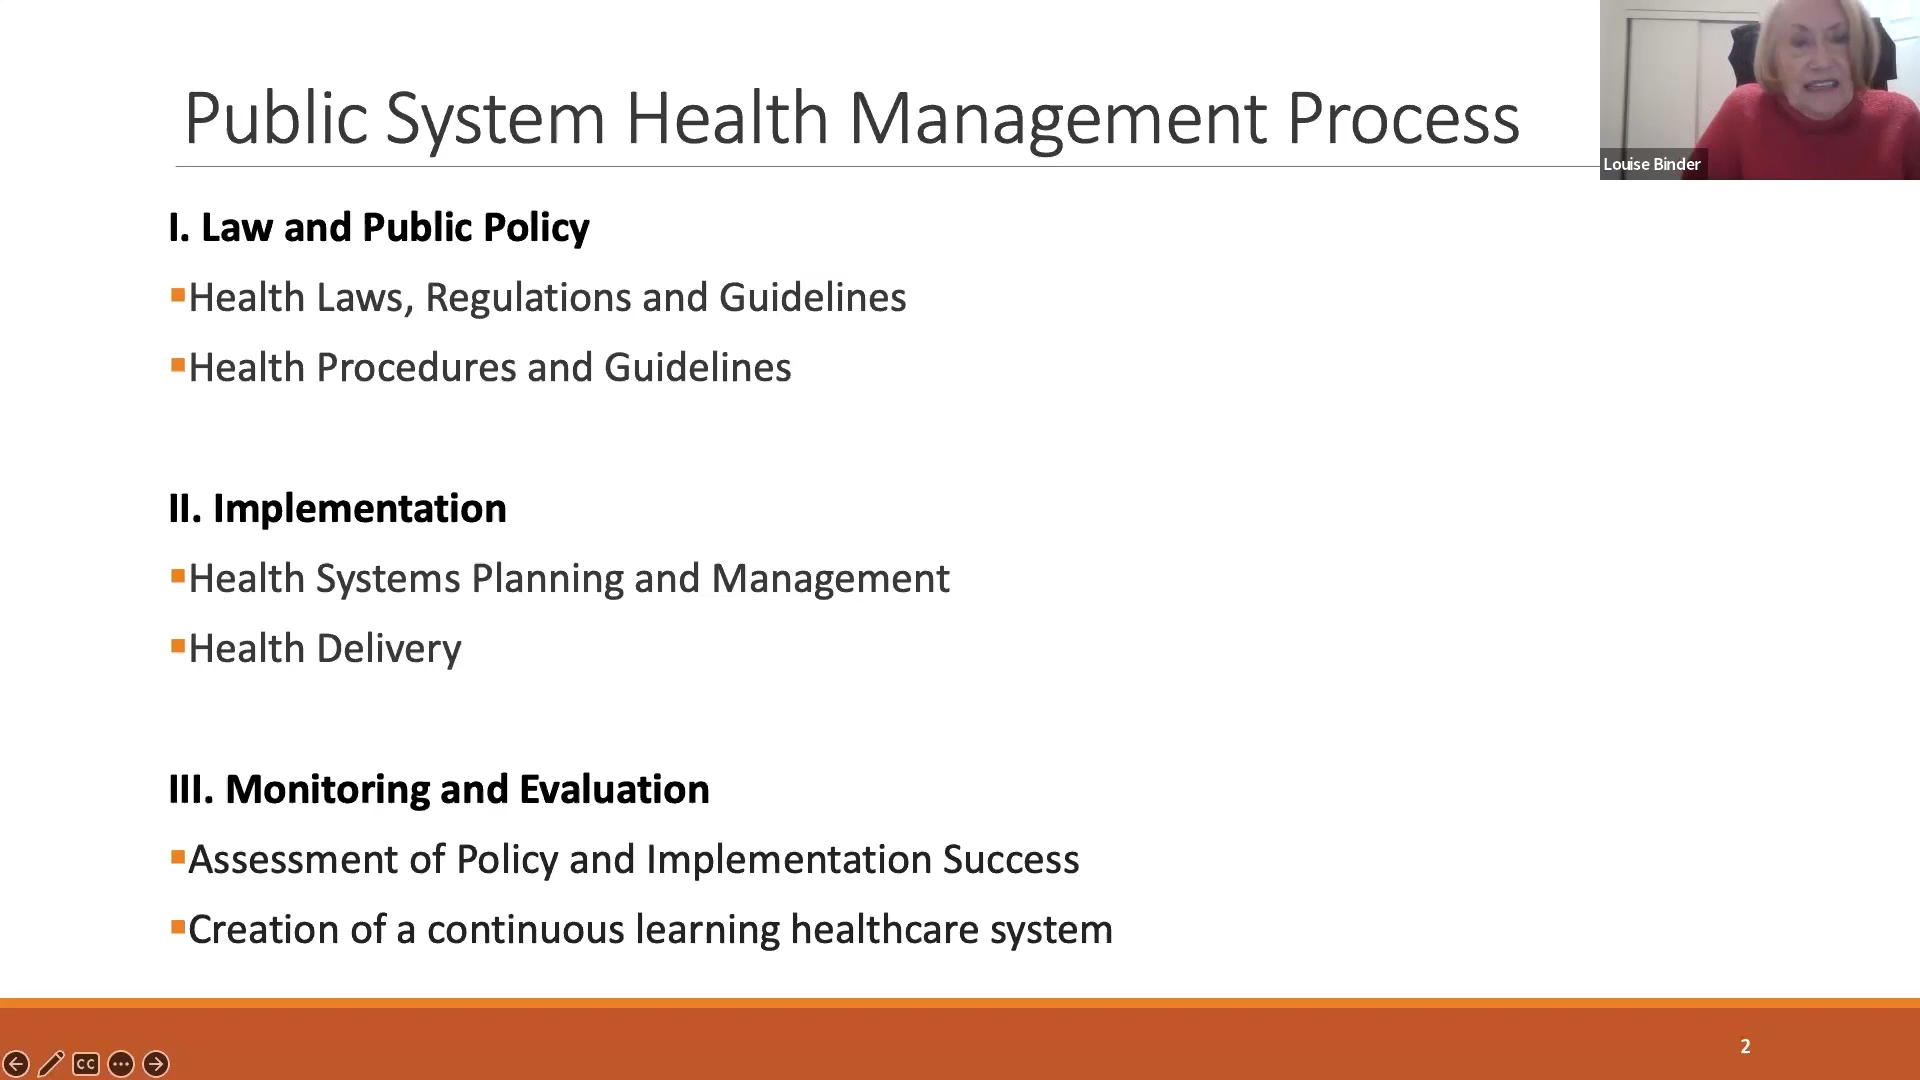 Public System Health Management Process
Louise Binder
I. Law and Public Policy
▪Health Laws, Regulations and Guidelines
▪Health Procedures and Guidelines
II. Implementation
▪Health Systems Planning and Management
▪Health Delivery
III. Monitoring and Evaluation
▪Assessment of Policy and Implementation Success
▪Creation of a continuous learning healthcare system
2
CC